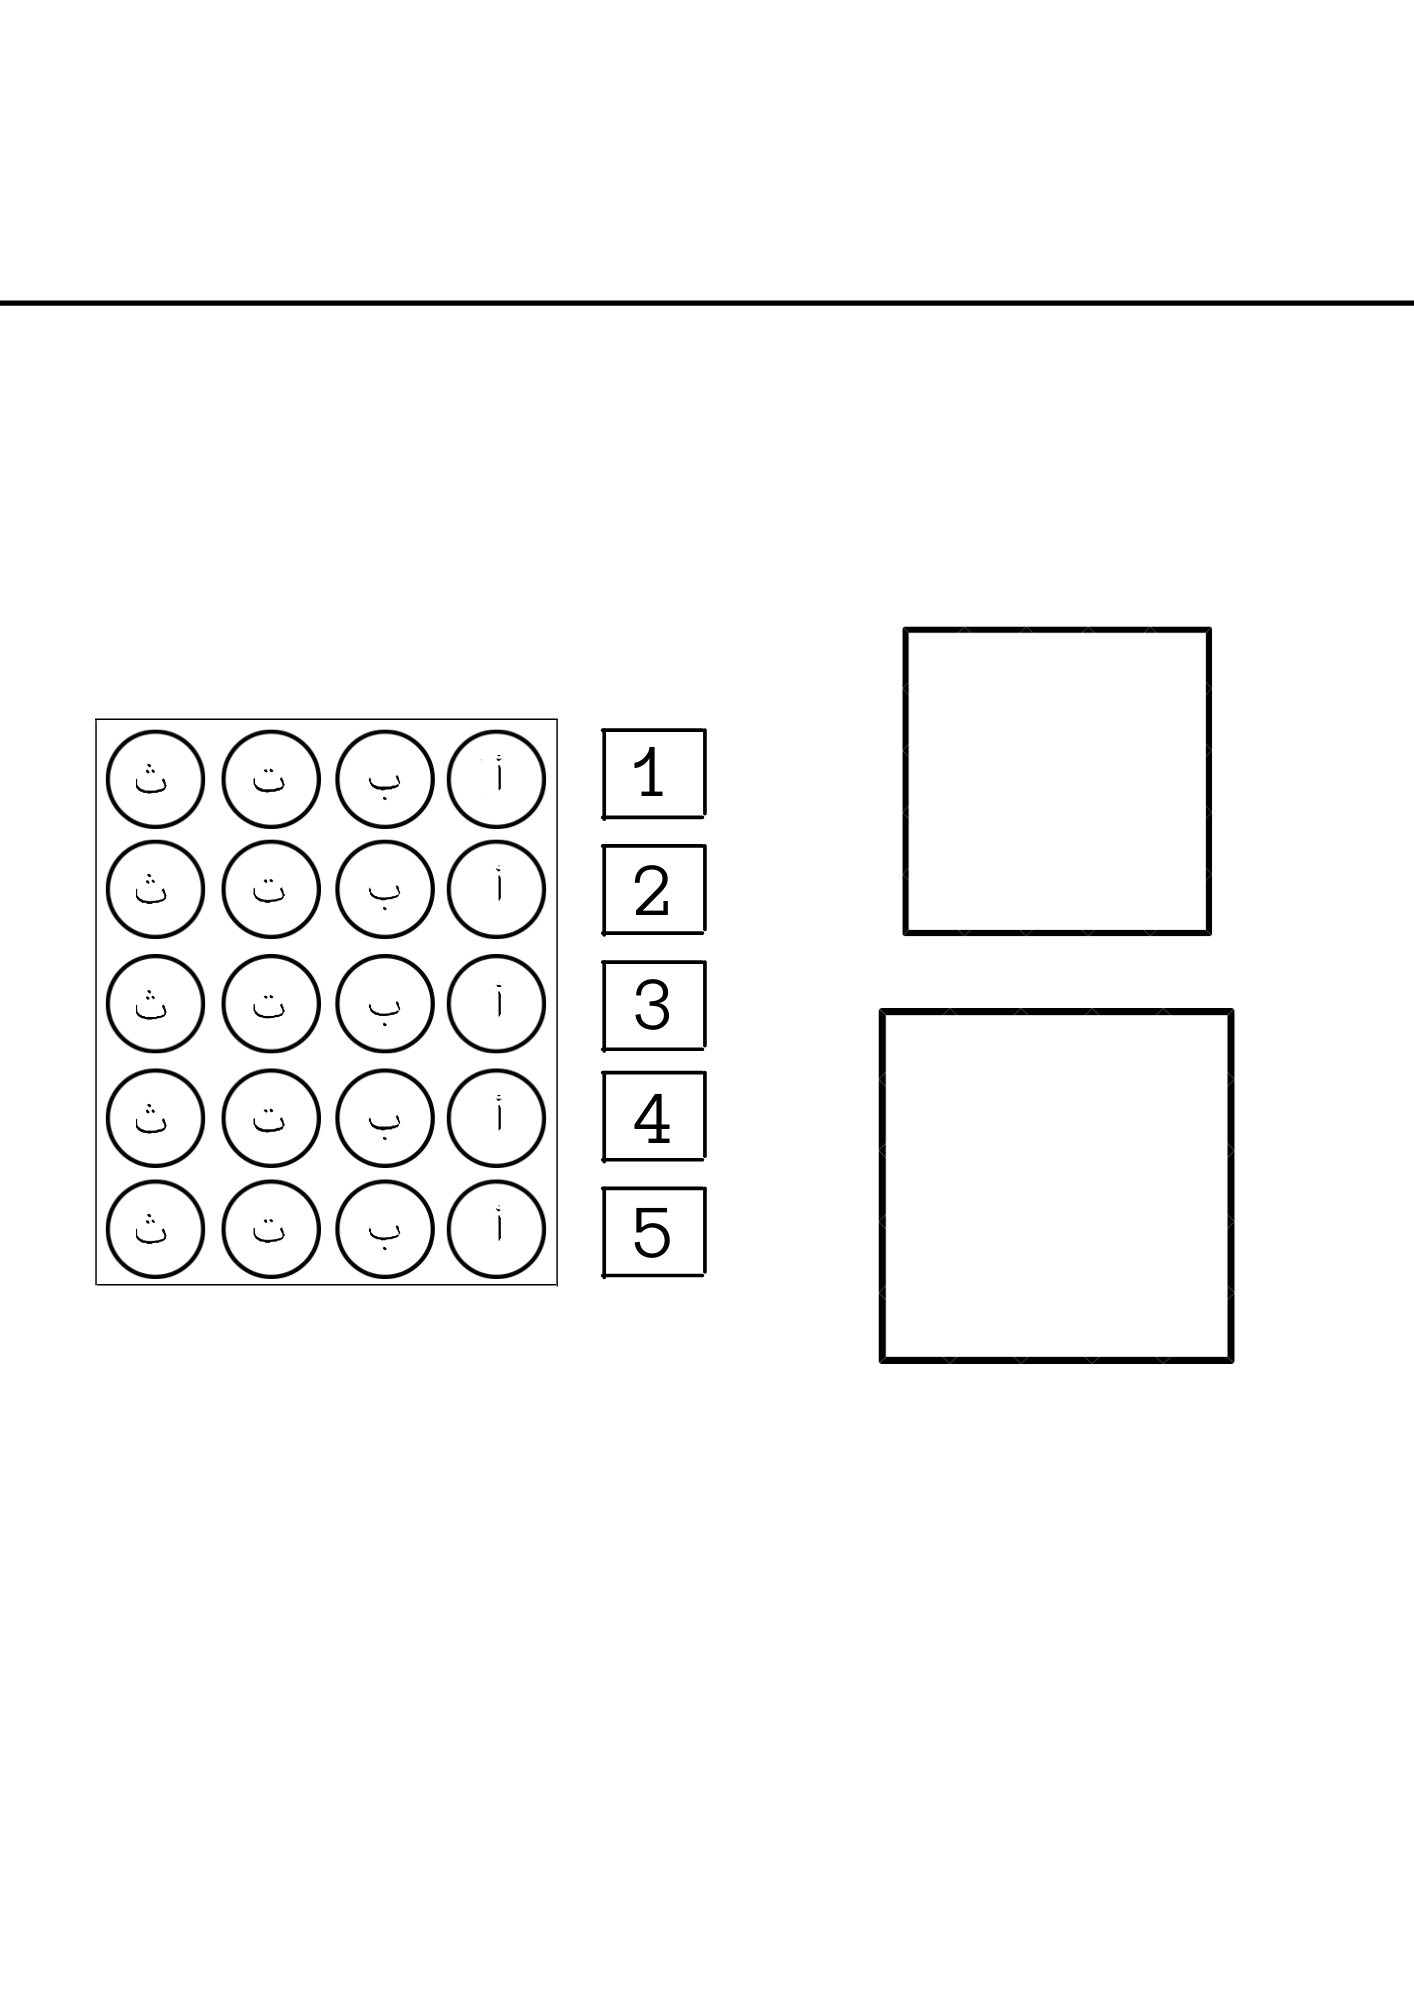 1 أ ب ت ث
2 أ ب ت ث
3 أ ب ت ث
4 أ ب ت ث
5 أ ب ت ث